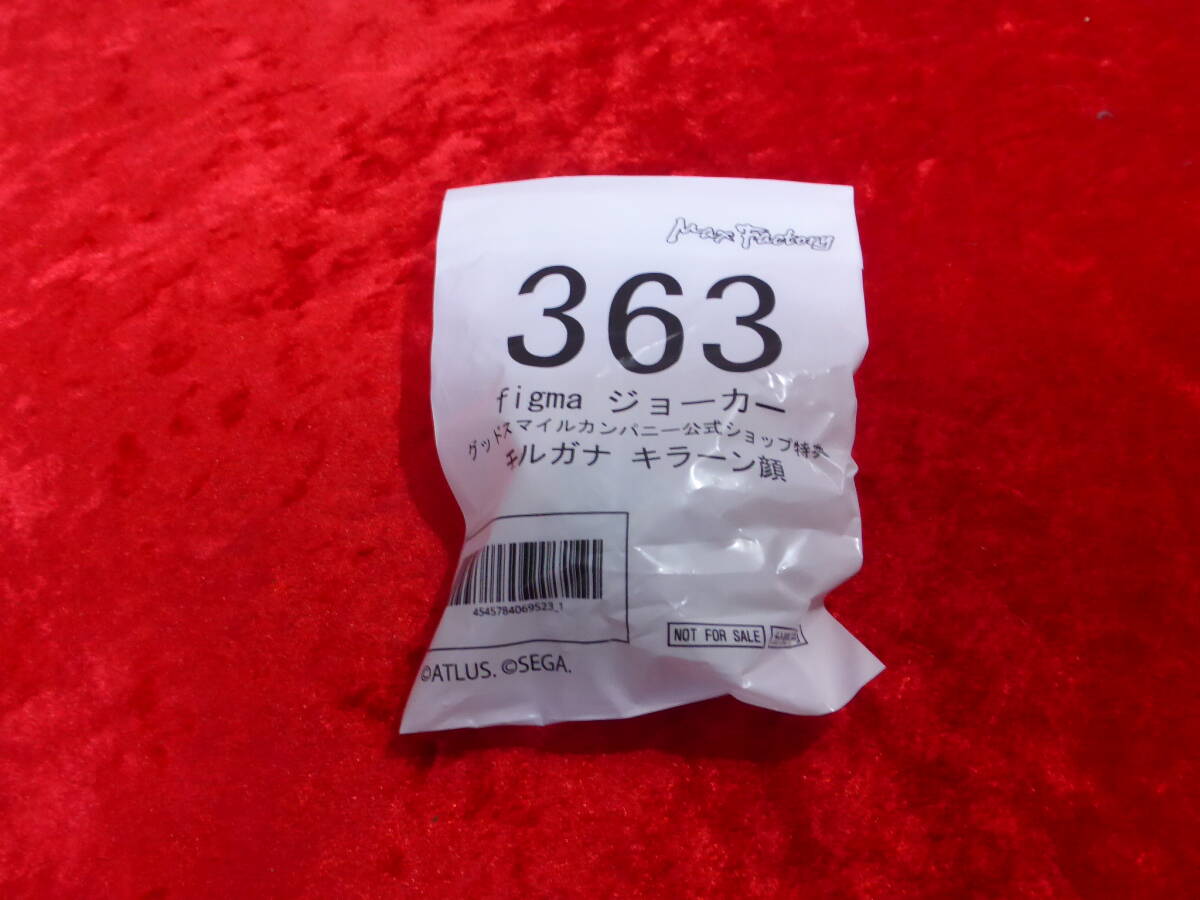 Max Factory
363
figma ジョーカー
グッドスマイルカンパニー公式ショップ特典
モルガナ キラーン顔
4545784069523_1
NOT FOR SALE
©ATLUS. ©SEGA.